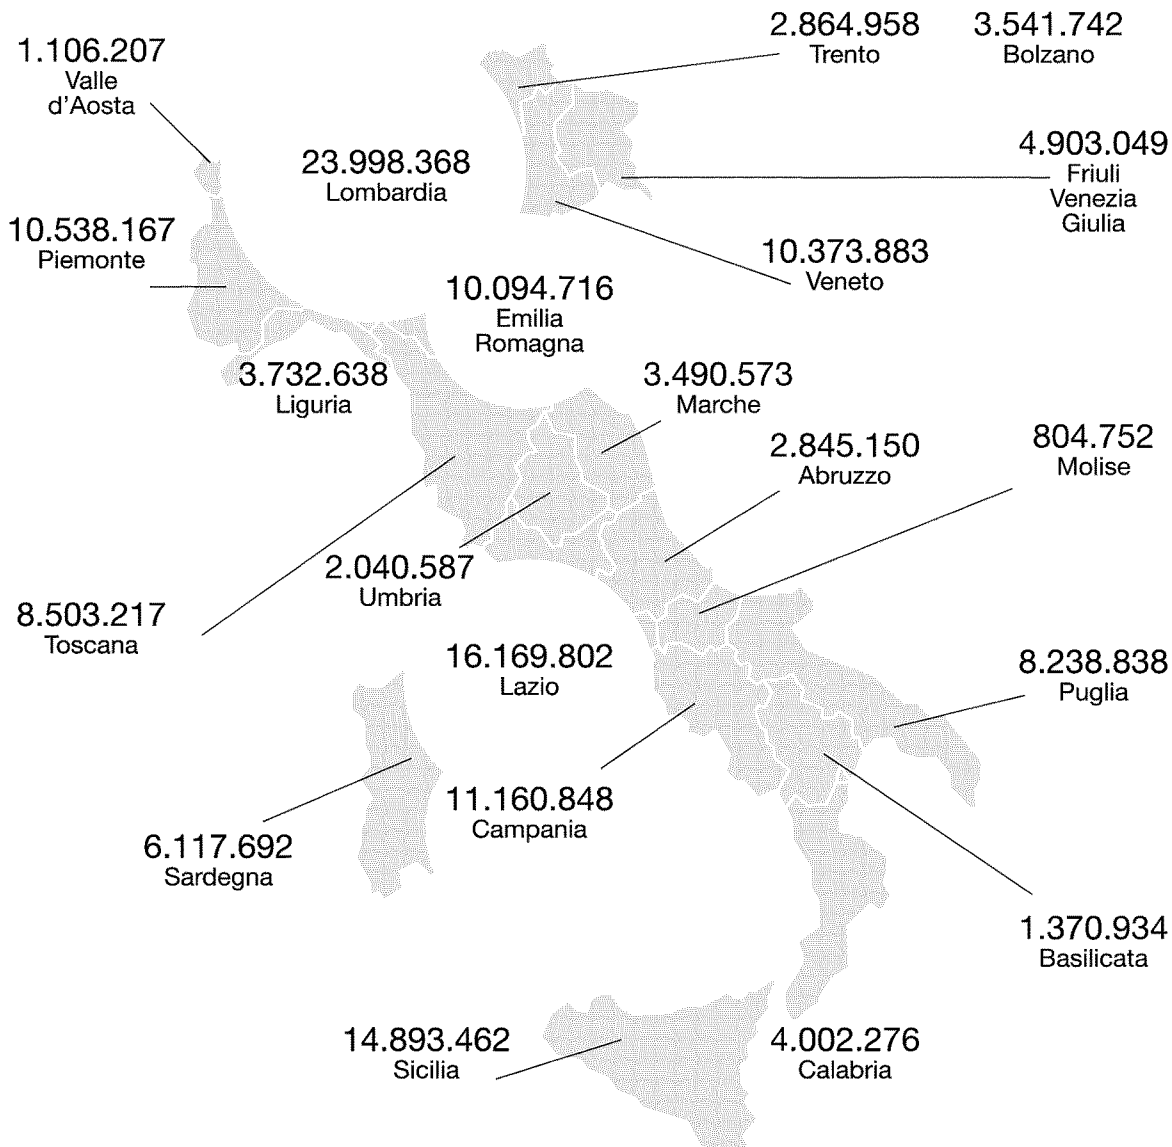 2.864.958
Trento
3.541.742
Bolzano
1.106.207
Valle
d'Aosta
4.903.049
Friuli
Venezia
Giulia
23.998.368
Lombardia
10.538.167
Piemonte
10.373.883
Veneto
10.094.716
Emilia
Romagna
3.732.638
Liguria
3.490.573
Marche
2.845.150
Abruzzo
804.752
Molise
2.040.587
Umbria
8.503.217
Toscana
16.169.802
Lazio
8.238.838
Puglia
11.160.848
Campania
6.117.692
Sardegna
1.370.934
Basilicata
14.893.462
Sicilia
4.002.276
Calabria